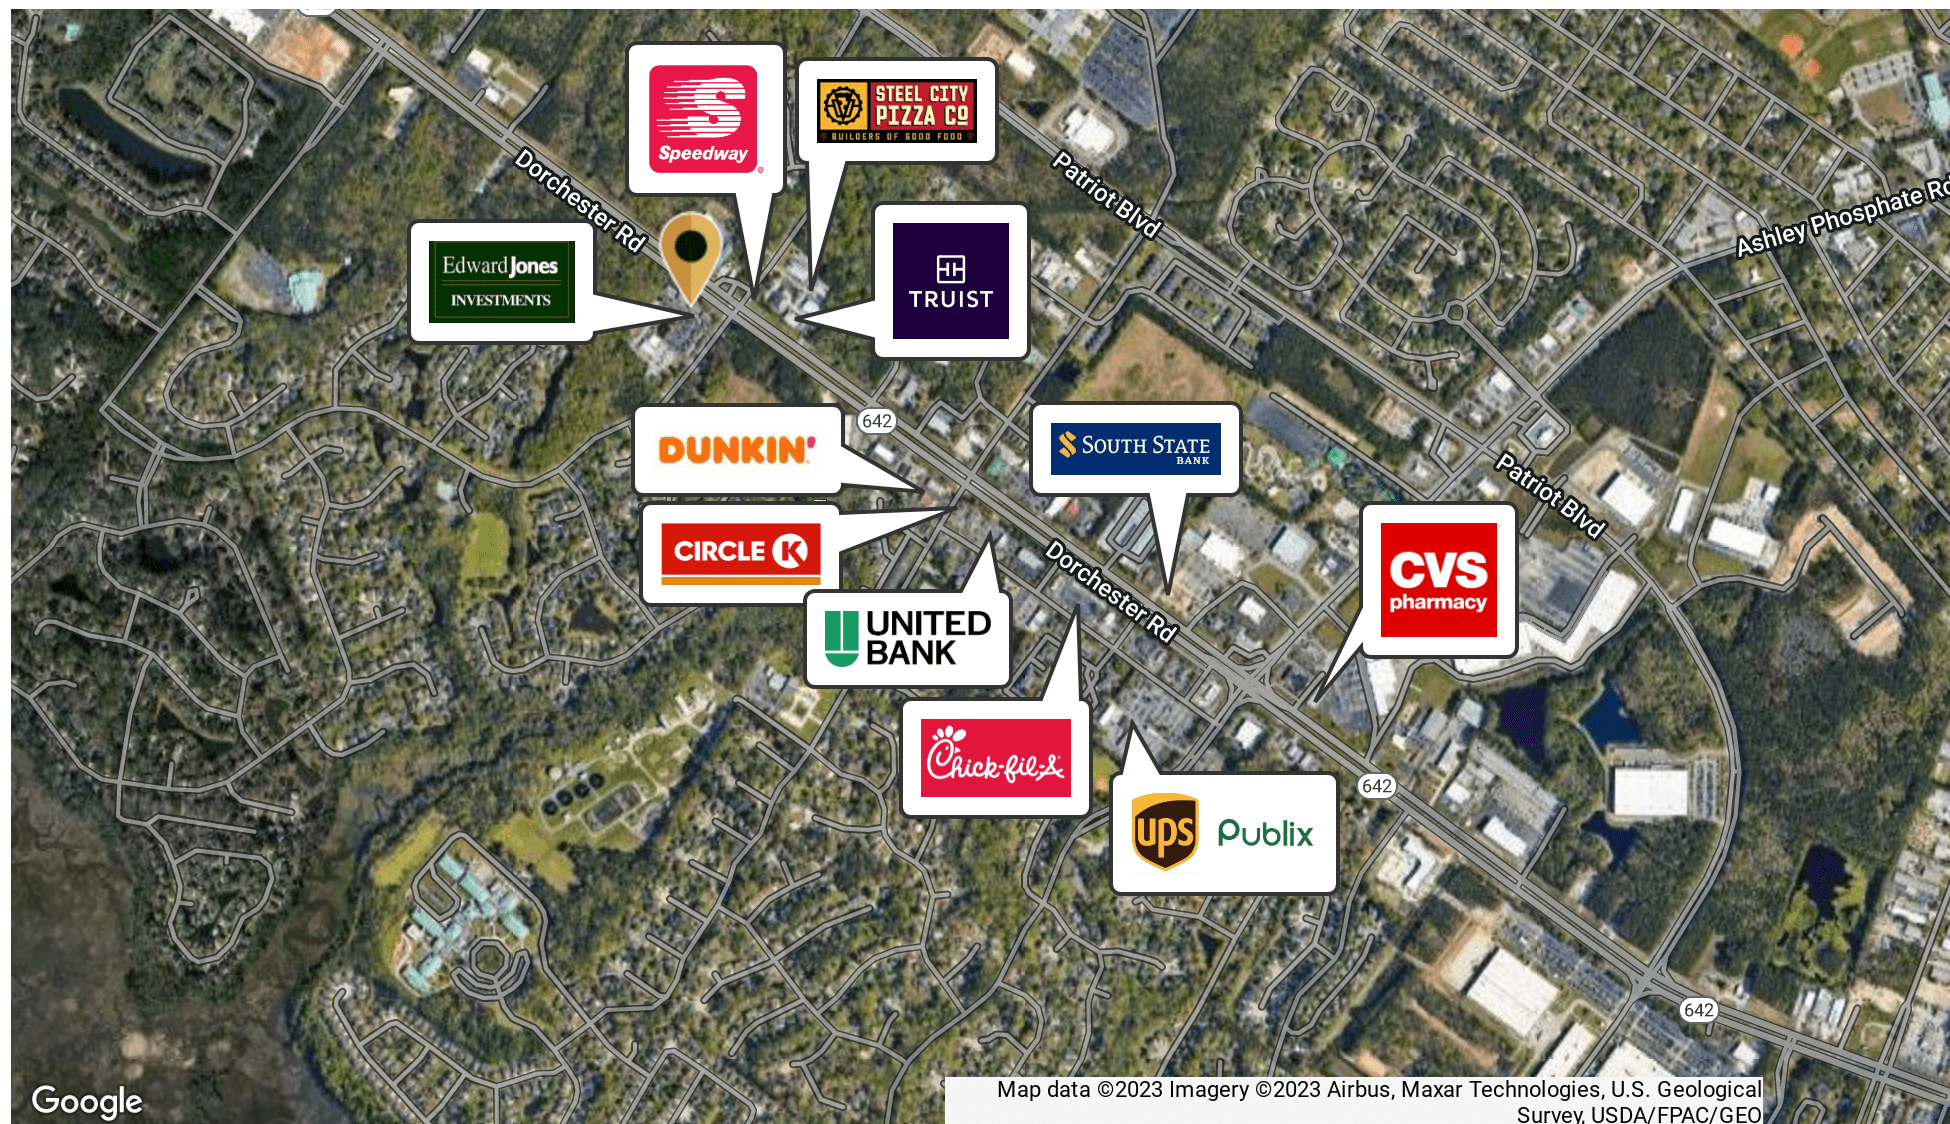 Dorchester Rd
Speedway
STEEL CITY
PIZZA CO
BUILDERS OF GOOD FOOD
Patriot Blvd
Ashley Phosphate Rd
Edward Jones
INVESTMENTS
TRUIST
642
DUNKIN'
SOUTH STATE
BANK
Patriot Blvd
CIRCLE K
Dorchester Rd
CVS
pharmacy
UNITED
BANK
Chick-fil-A
642
ups
Publix
642
Google
Map data ©2023 Imagery ©2023 Airbus, Maxar Technologies, U.S. Geological
Survey, USDA/FPAC/GEO